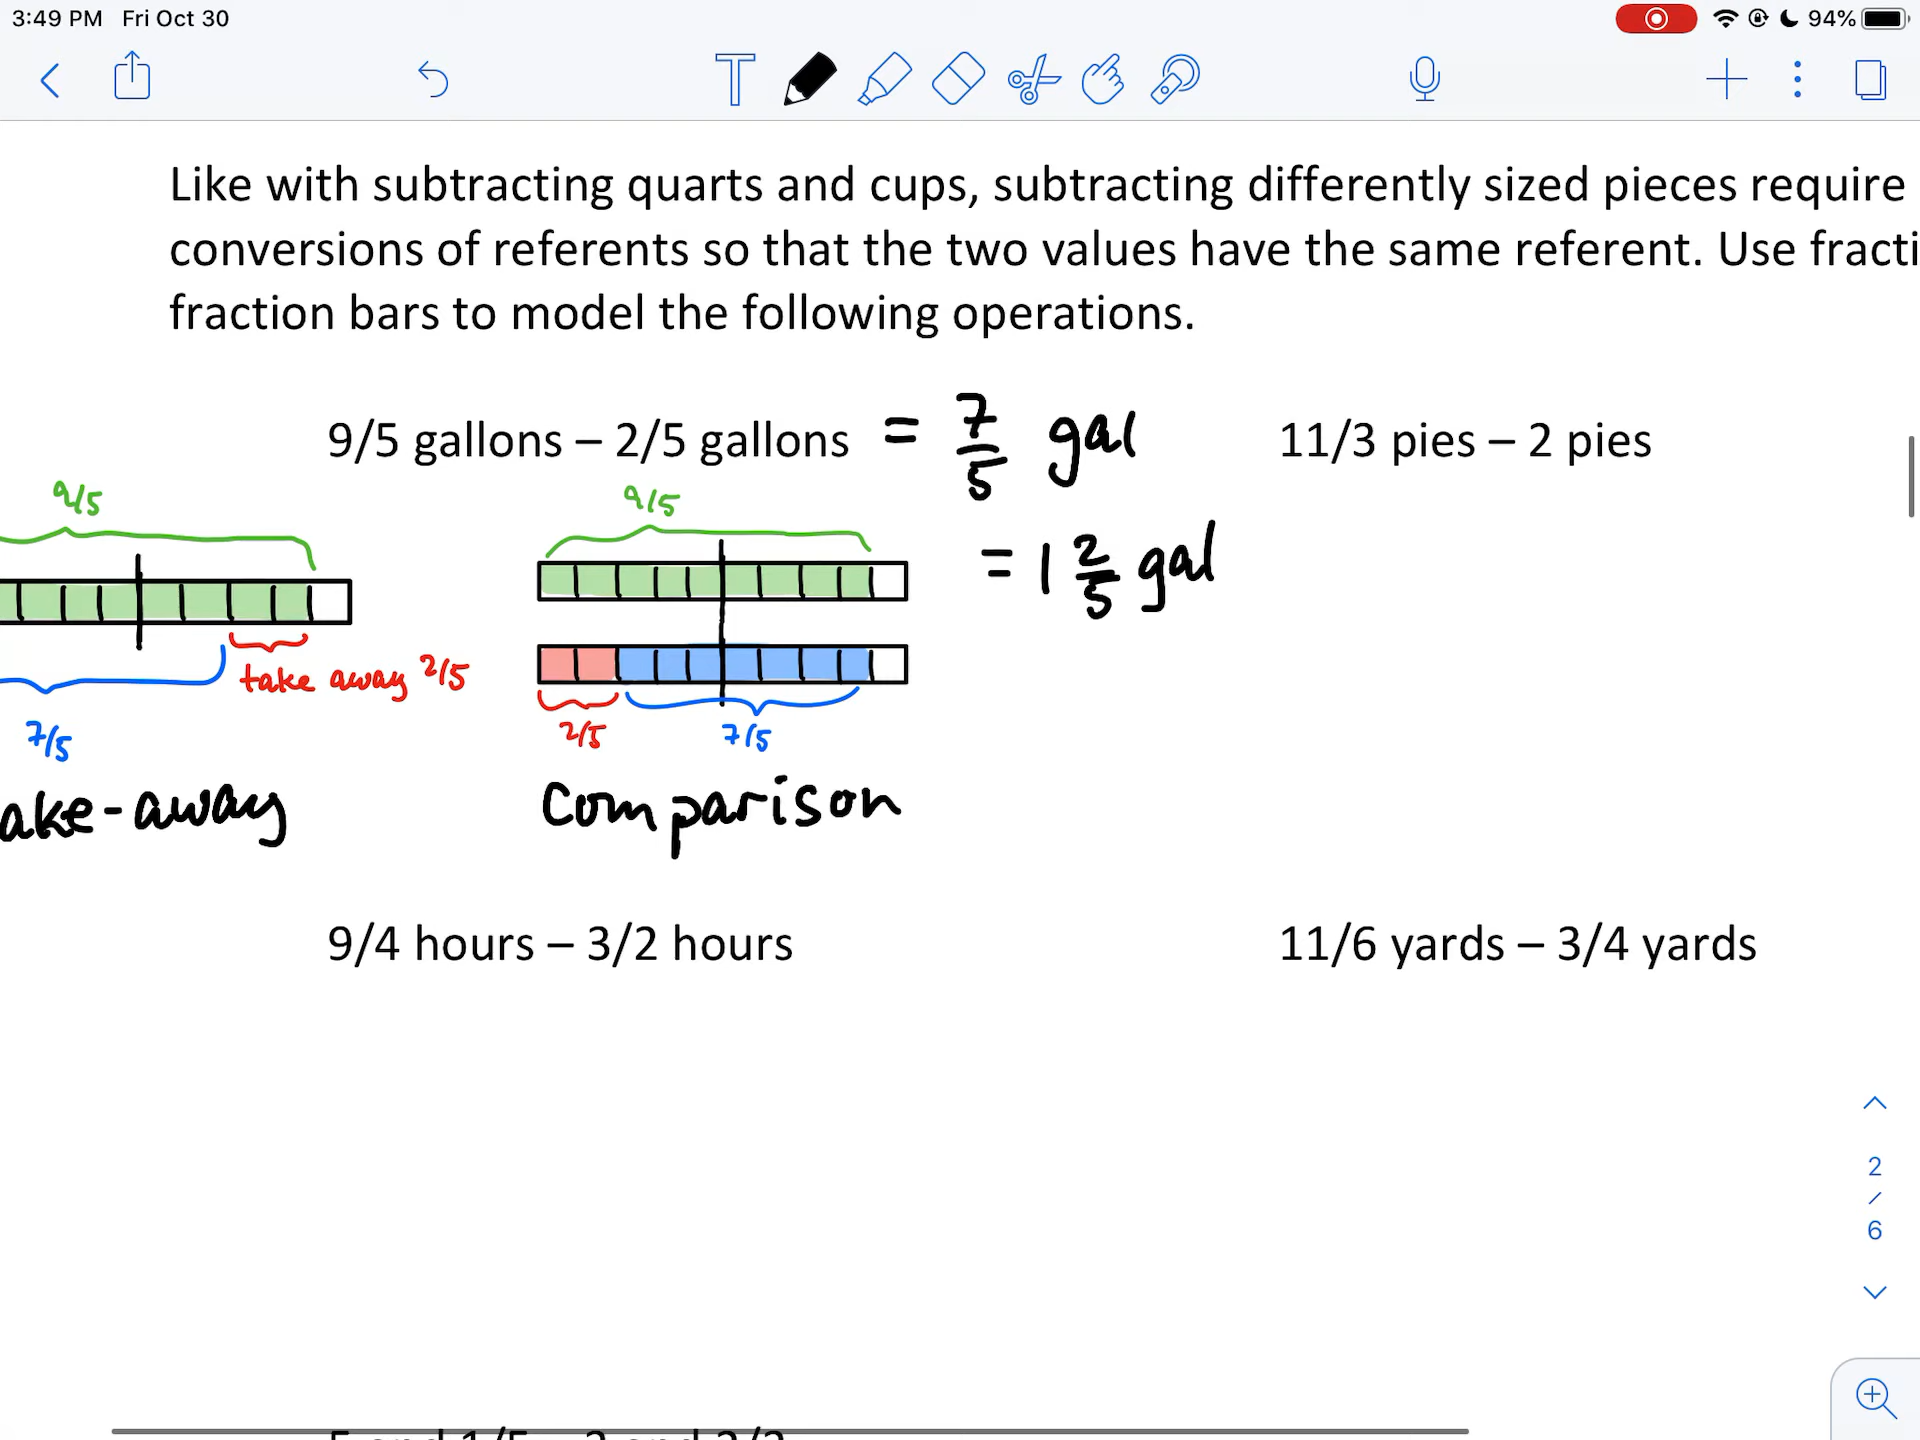 3:49 PM Fri Oct 30 94%
Like with subtracting quarts and cups, subtracting differently sized pieces require
conversions of referents so that the two values have the same referent. Use fracti
fraction bars to model the following operations.
9/5 gallons – 2/5 gallons = 7/5 gal
11/3 pies – 2 pies
9/5
9/5
= 1 2/5 gal
take away 2/5
7/5
2/5
7/5
ake-away
comparison
9/4 hours – 3/2 hours
11/6 yards – 3/4 yards
2
/
6